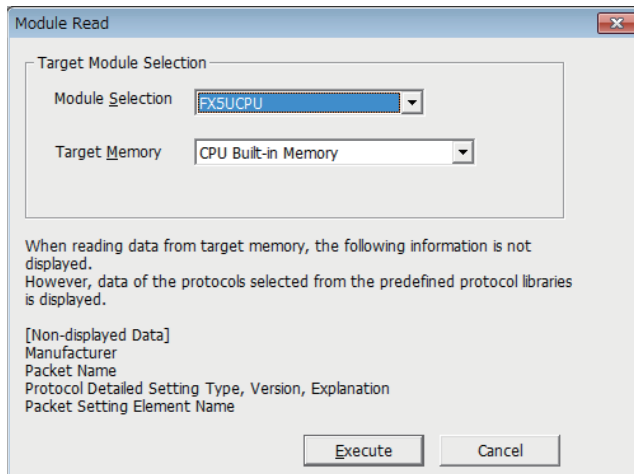 Module Read
Target Module Selection
Module Selection
FX5UCPU
Target Memory
CPU Built-in Memory
When reading data from target memory, the following information is not
displayed.
However, data of the protocols selected from the predefined protocol libraries
is displayed.
[Non-displayed Data]
Manufacturer
Packet Name
Protocol Detailed Setting Type, Version, Explanation
Packet Setting Element Name
Execute
Cancel